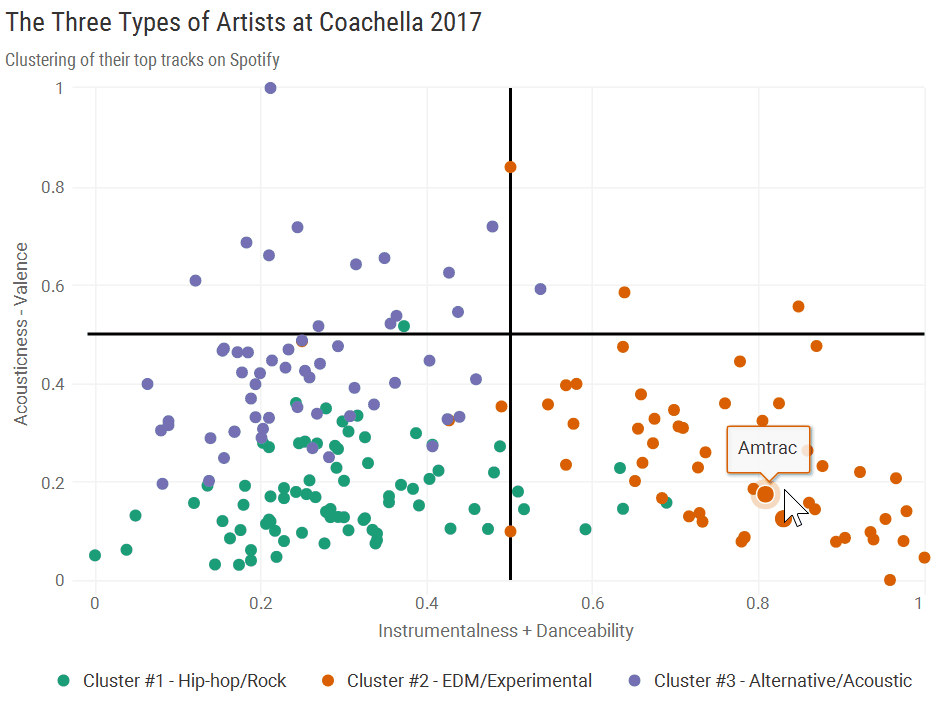 The Three Types of Artists at Coachella 2017
Clustering of their top tracks on Spotify
1
0.8
0.6
0.4
0.2
0
Acousticness - Valence
Amtrac
0 0.2 0.4 0.6 0.8 1
Instrumentalness + Danceability
Cluster #1 - Hip-hop/Rock Cluster #2 - EDM/Experimental Cluster #3 - Alternative/Acoustic